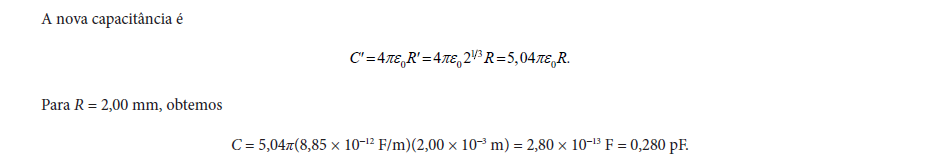 A nova capacitância é
C′=4πε₀R′=4πε₀2^{1/3}R=5,04πε₀R.
Para R = 2,00 mm, obtemos
C = 5,04π(8,85 × 10⁻¹² F/m)(2,00 × 10⁻³ m) = 2,80 × 10⁻¹³ F = 0,280 pF.